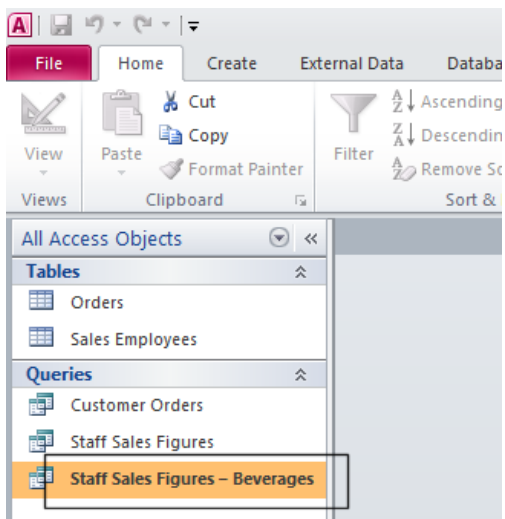 A
File Home Create External Data Databa
Cut
Copy
Format Painter
View
Paste
Filter
A Z Ascending
Z A Descendin
A Z Remove So
Views Clipboard Sort &
All Access Objects «
Tables
Orders
Sales Employees
Queries
Customer Orders
Staff Sales Figures
Staff Sales Figures – Beverages